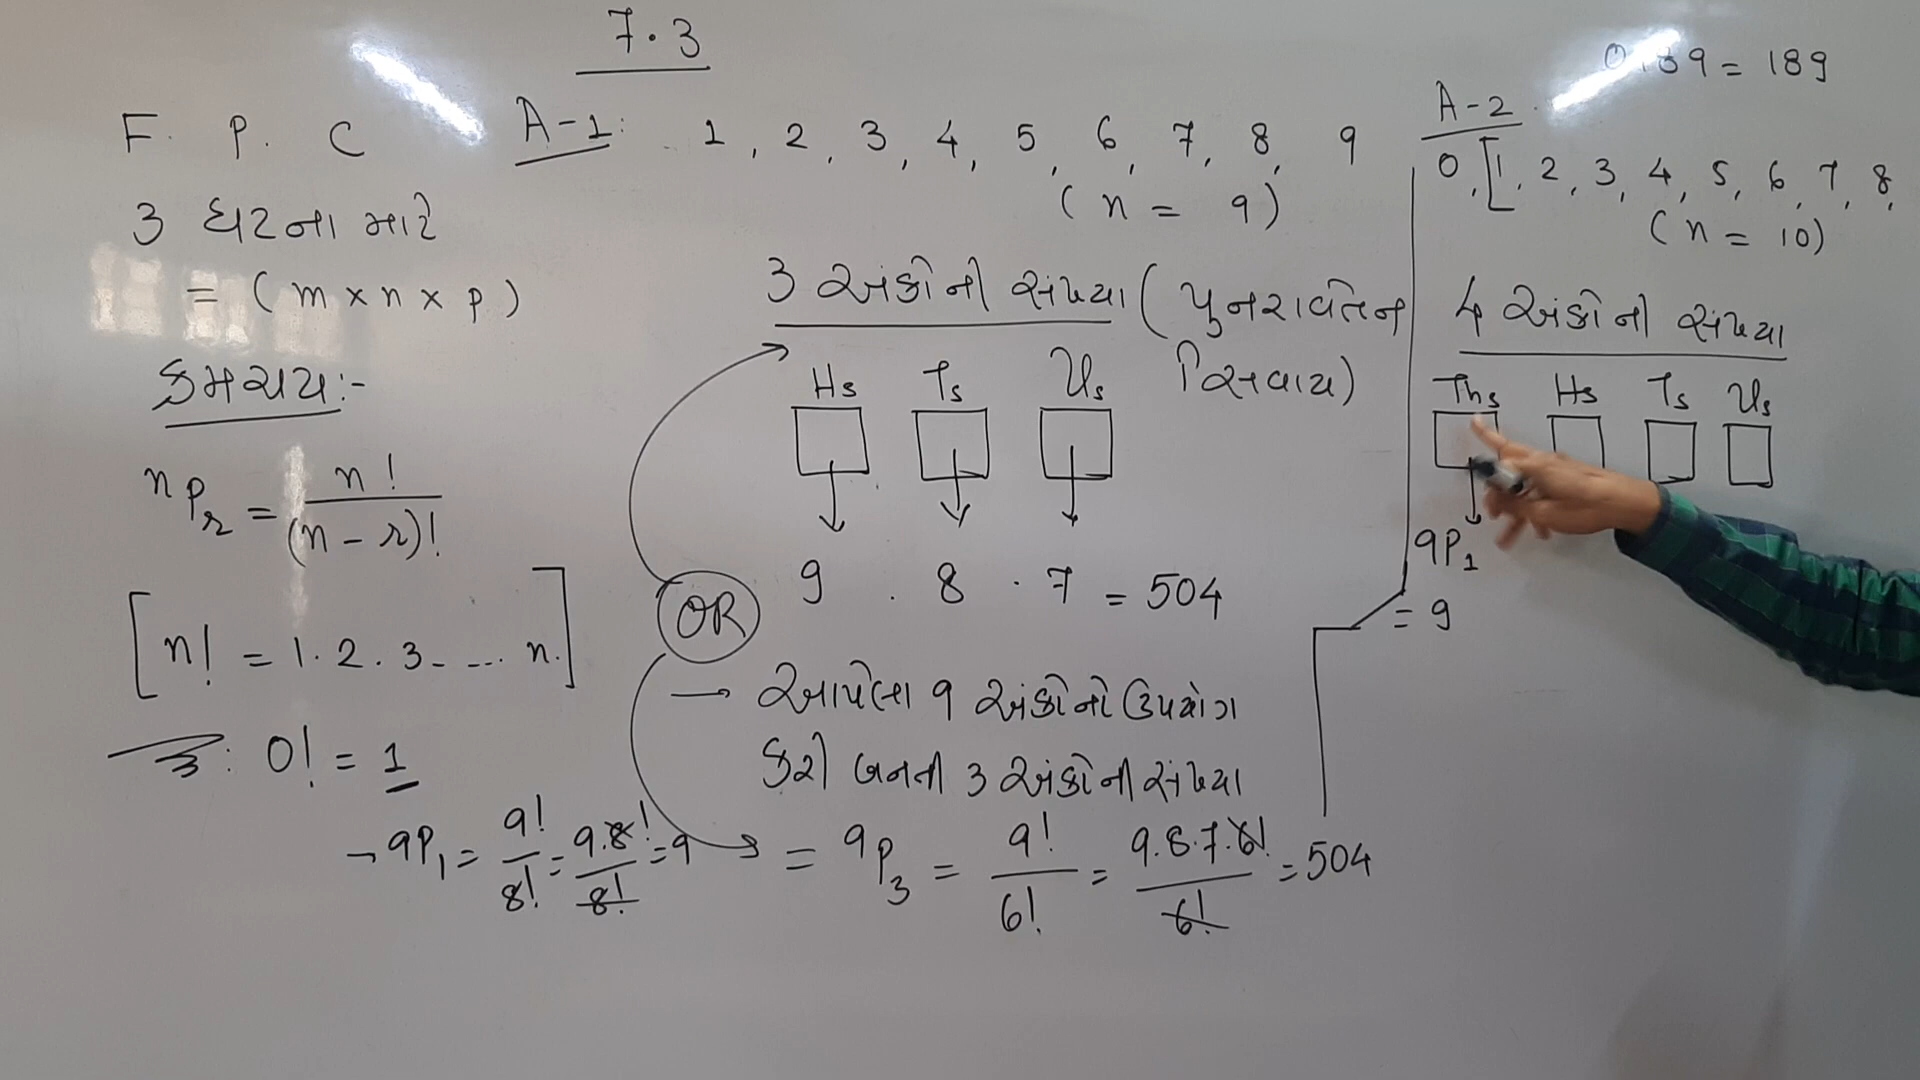 7.3
F. P. C
3 ઘટના માટે
= (m × n × p)
ક્રમચય :-
nPr = n! / (n - r)!
[n! = 1. 2. 3- --- n.]
0! = 1
→ 9P1 = 9! / 8! = 9.8! / 8! = 9
A-1: 1, 2, 3, 4, 5, 6, 7, 8, 9
(n = 9)
3 અંકોની સંખ્યા (પુનરાવર્તન
સિવાય)
Hs Ts Us
9 . 8 . 7 = 504
OR
→ આપેલા 9 અંકોનો ઉપયોગ
કરી બનતી 3 અંકોની સંખ્યા
= 9P3 = 9! / 6! = 9.8.7.6! / 6! = 504
189 = 189
A-2
0, [1, 2, 3, 4, 5, 6, 7, 8,
(n = 10)
4 અંકોની સંખ્યા
Ths Hs Ts Us
9P1
= 9